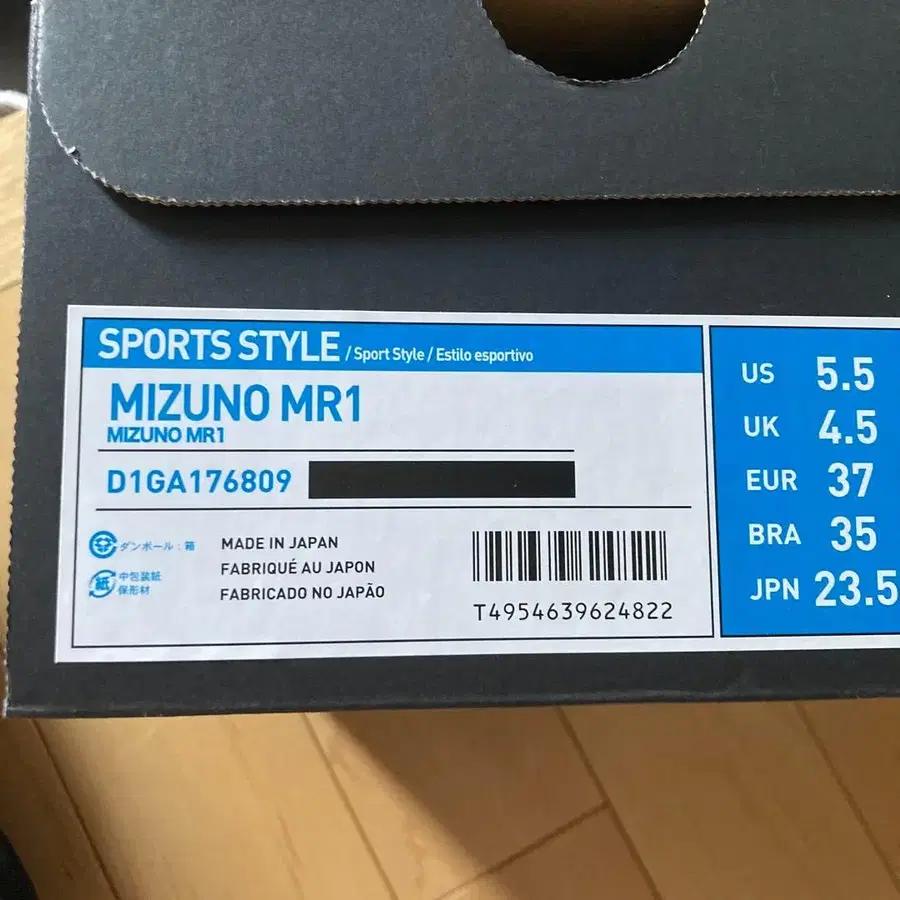 SPORTS STYLE / Sport Style / Estilo esportivo
MIZUNO MR1
MIZUNO MR1
D1GA176809
ダンボール:箱
紙 中包装紙
保形材
MADE IN JAPAN
FABRIQUÉ AU JAPON
FABRICADO NO JAPÃO
T4954639624822
US 5.5
UK 4.5
EUR 37
BRA 35
JPN 23.5